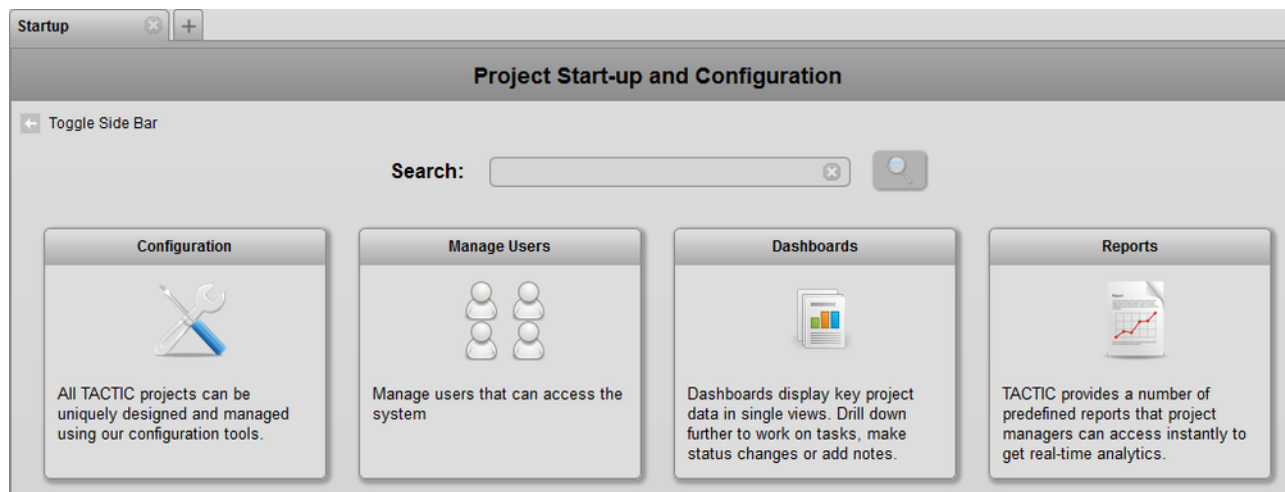 Startup
Project Start-up and Configuration
Toggle Side Bar
Search:
Configuration
All TACTIC projects can be
uniquely designed and managed
using our configuration tools.
Manage Users
Manage users that can access the
system
Dashboards
Dashboards display key project
data in single views. Drill down
further to work on tasks, make
status changes or add notes.
Reports
TACTIC provides a number of
predefined reports that project
managers can access instantly to
get real-time analytics.